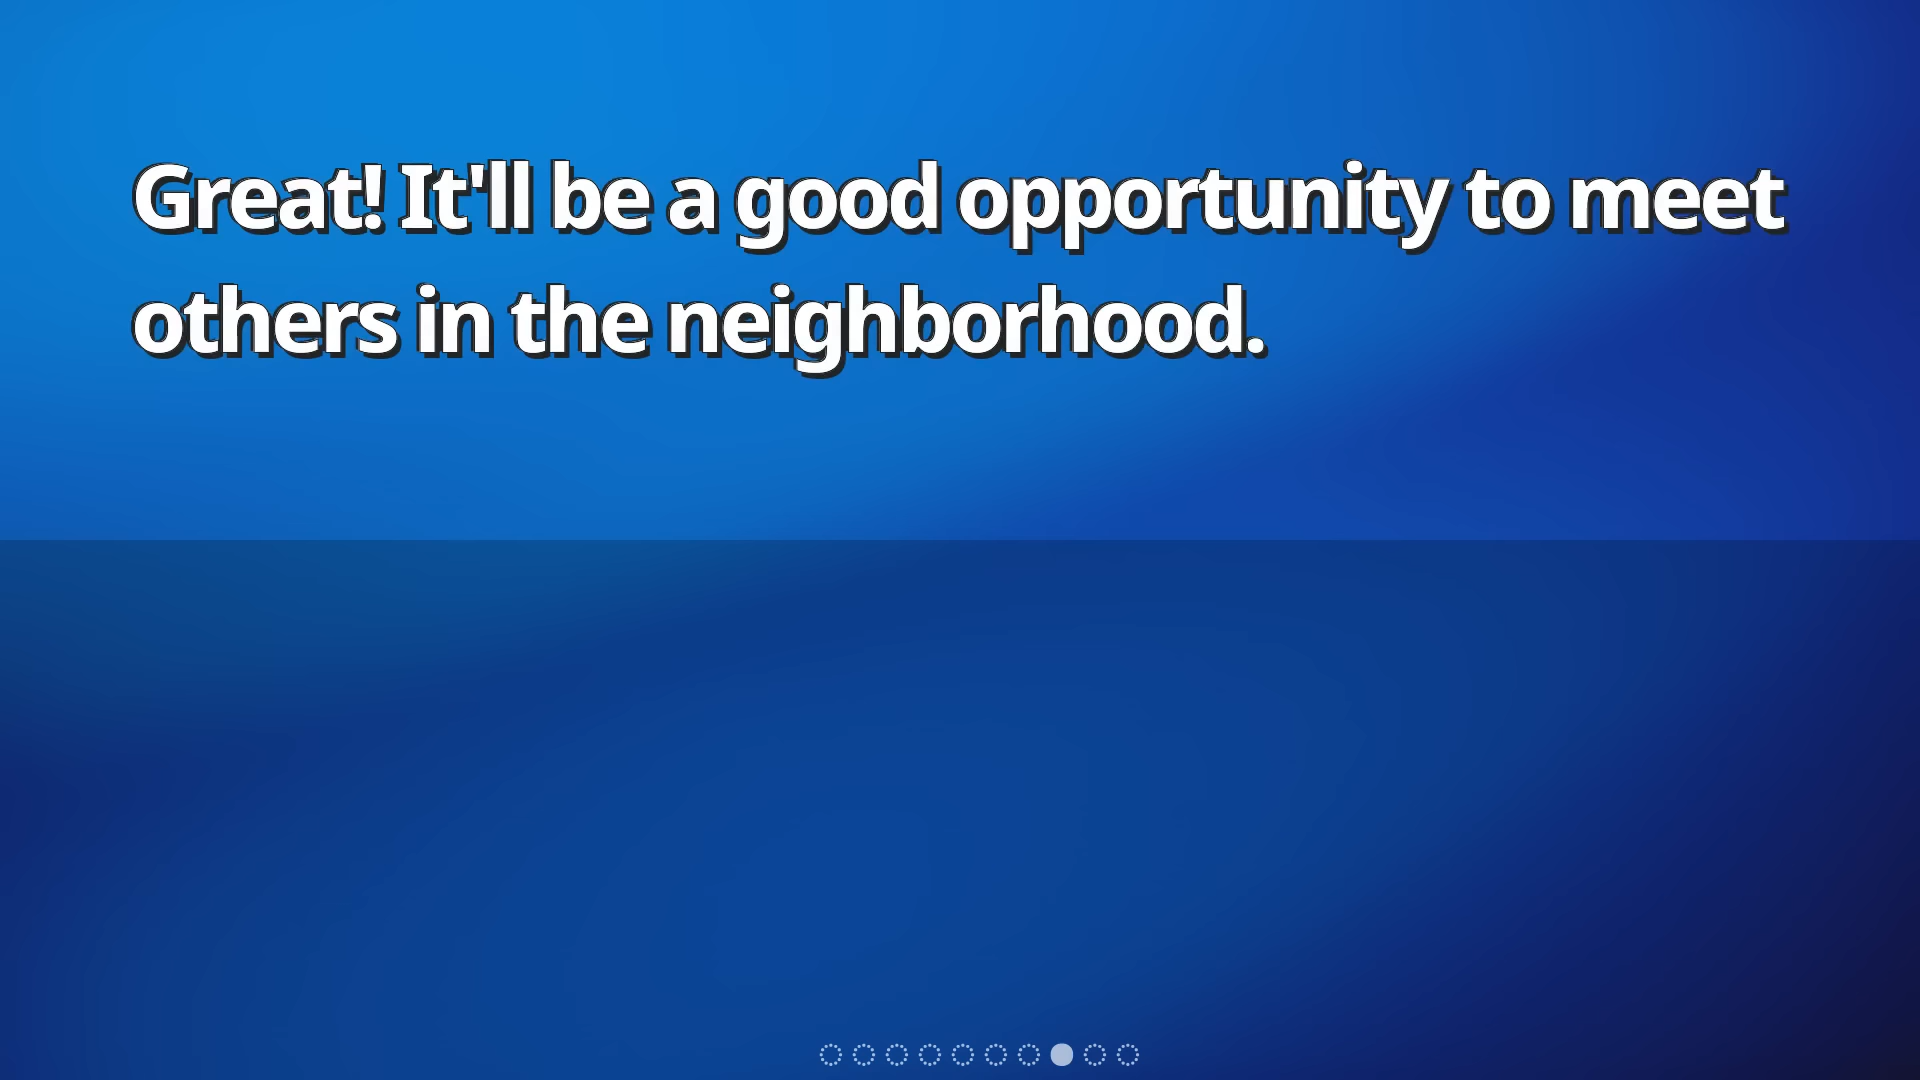 Great! It'll be a good opportunity to meet
others in the neighborhood.